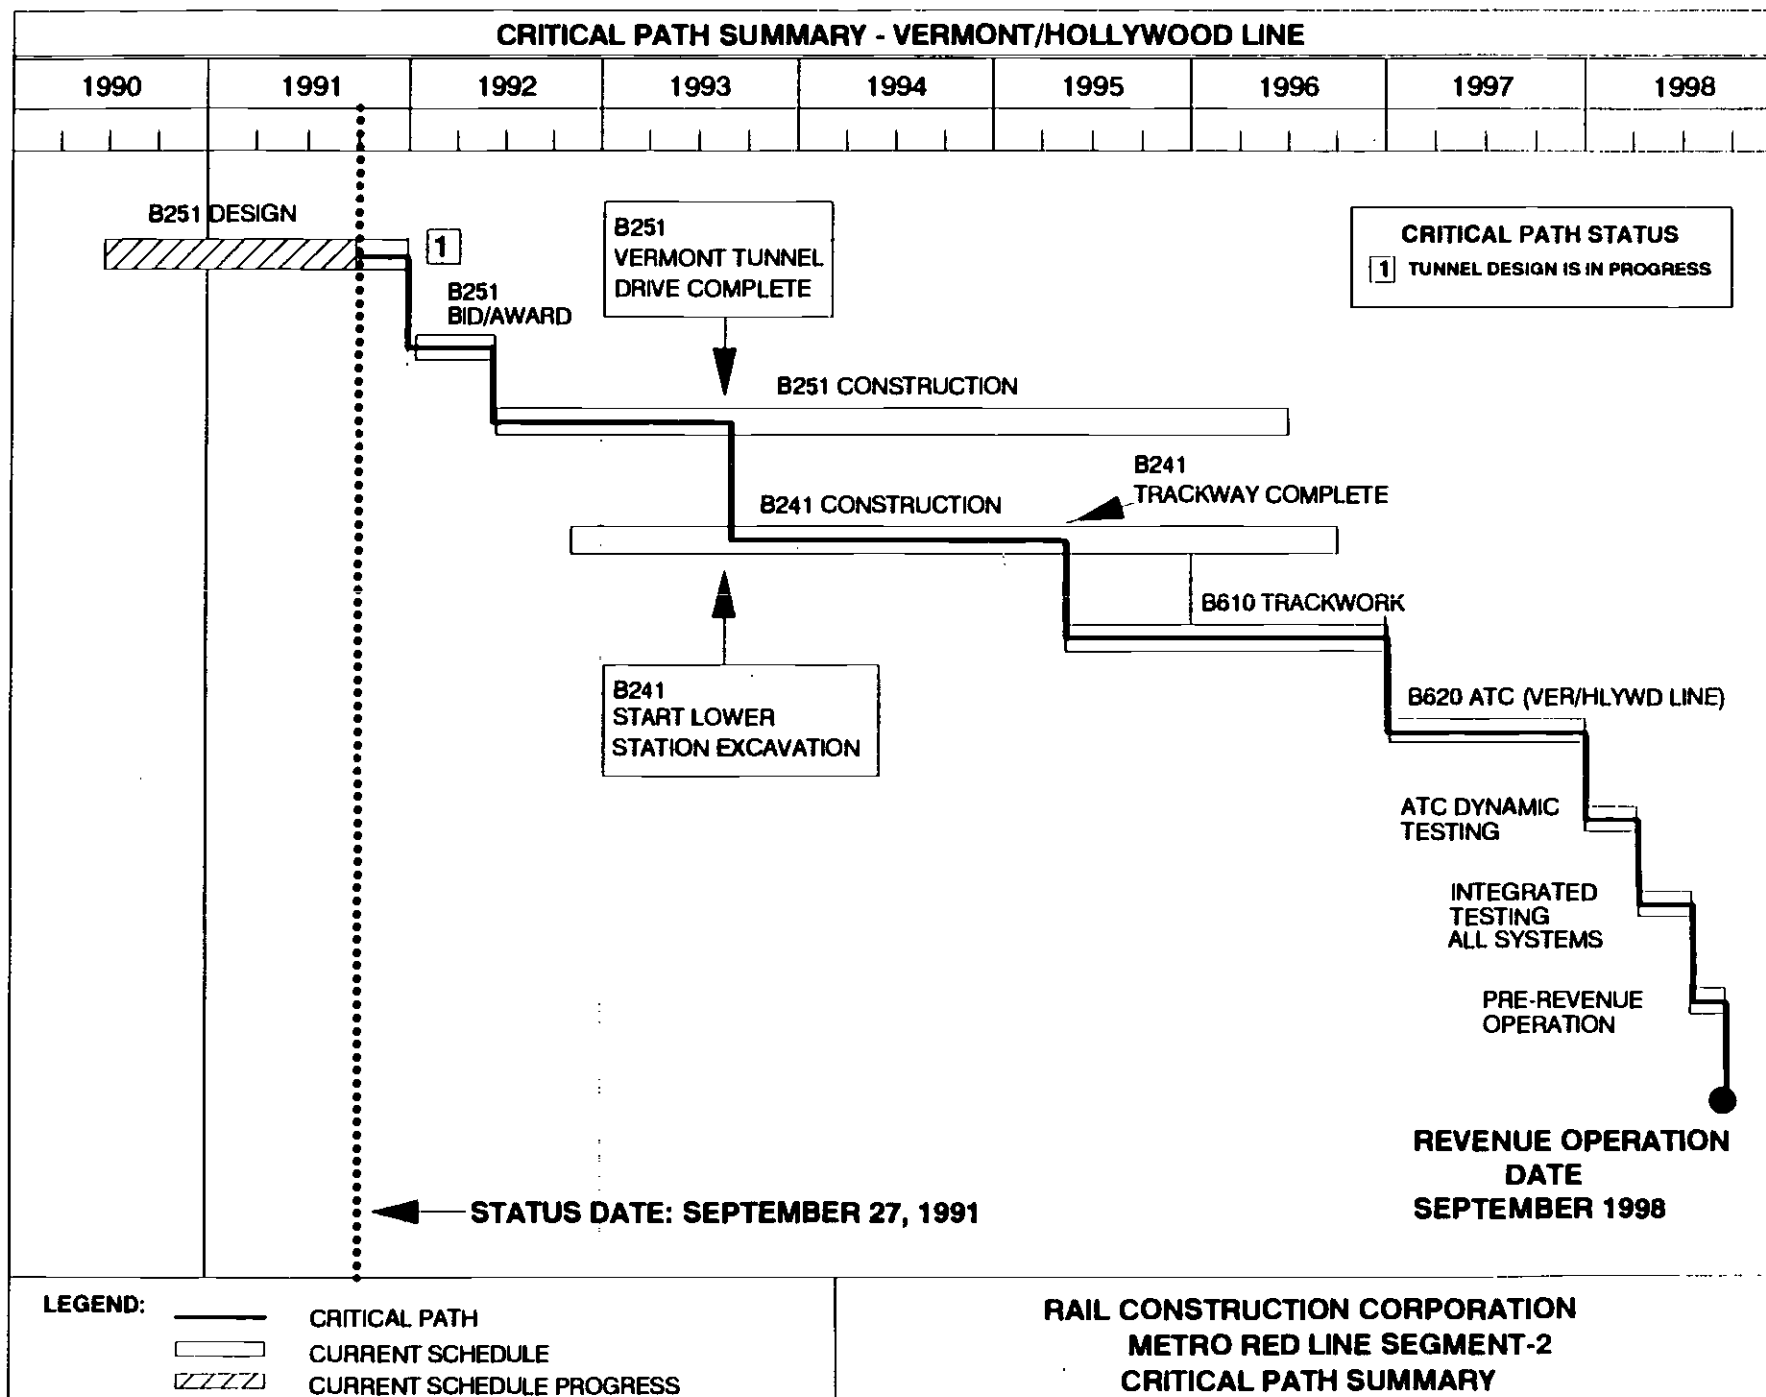 CRITICAL PATH SUMMARY - VERMONT/HOLLYWOOD LINE
1990 1991 1992 1993 1994 1995 1996 1997 1998
B251 DESIGN
1
B251
BID/AWARD
B251
VERMONT TUNNEL
DRIVE COMPLETE
CRITICAL PATH STATUS
1 TUNNEL DESIGN IS IN PROGRESS
B251 CONSTRUCTION
B241
TRACKWAY COMPLETE
B241 CONSTRUCTION
B610 TRACKWORK
B241
START LOWER
STATION EXCAVATION
B620 ATC (VER/HLYWD LINE)
ATC DYNAMIC
TESTING
INTEGRATED
TESTING
ALL SYSTEMS
PRE-REVENUE
OPERATION
REVENUE OPERATION
DATE
SEPTEMBER 1998
STATUS DATE: SEPTEMBER 27, 1991
LEGEND:
CRITICAL PATH
CURRENT SCHEDULE
CURRENT SCHEDULE PROGRESS
RAIL CONSTRUCTION CORPORATION
METRO RED LINE SEGMENT-2
CRITICAL PATH SUMMARY